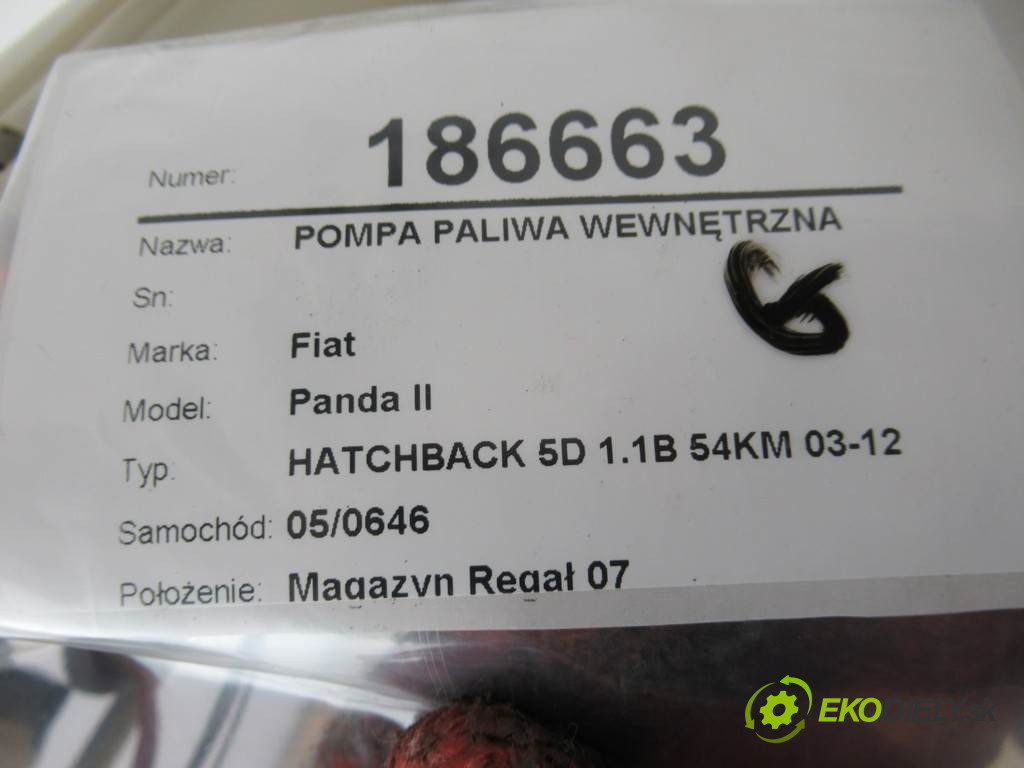 Numer: 186663
Nazwa: POMPA PALIWA WEWNĘTRZNA
Sn:
Marka: Fiat
Model: Panda II
Typ: HATCHBACK 5D 1.1B 54KM 03-12
Samochód: 05/0646
Położenie: Magazyn Regał 07
EKO